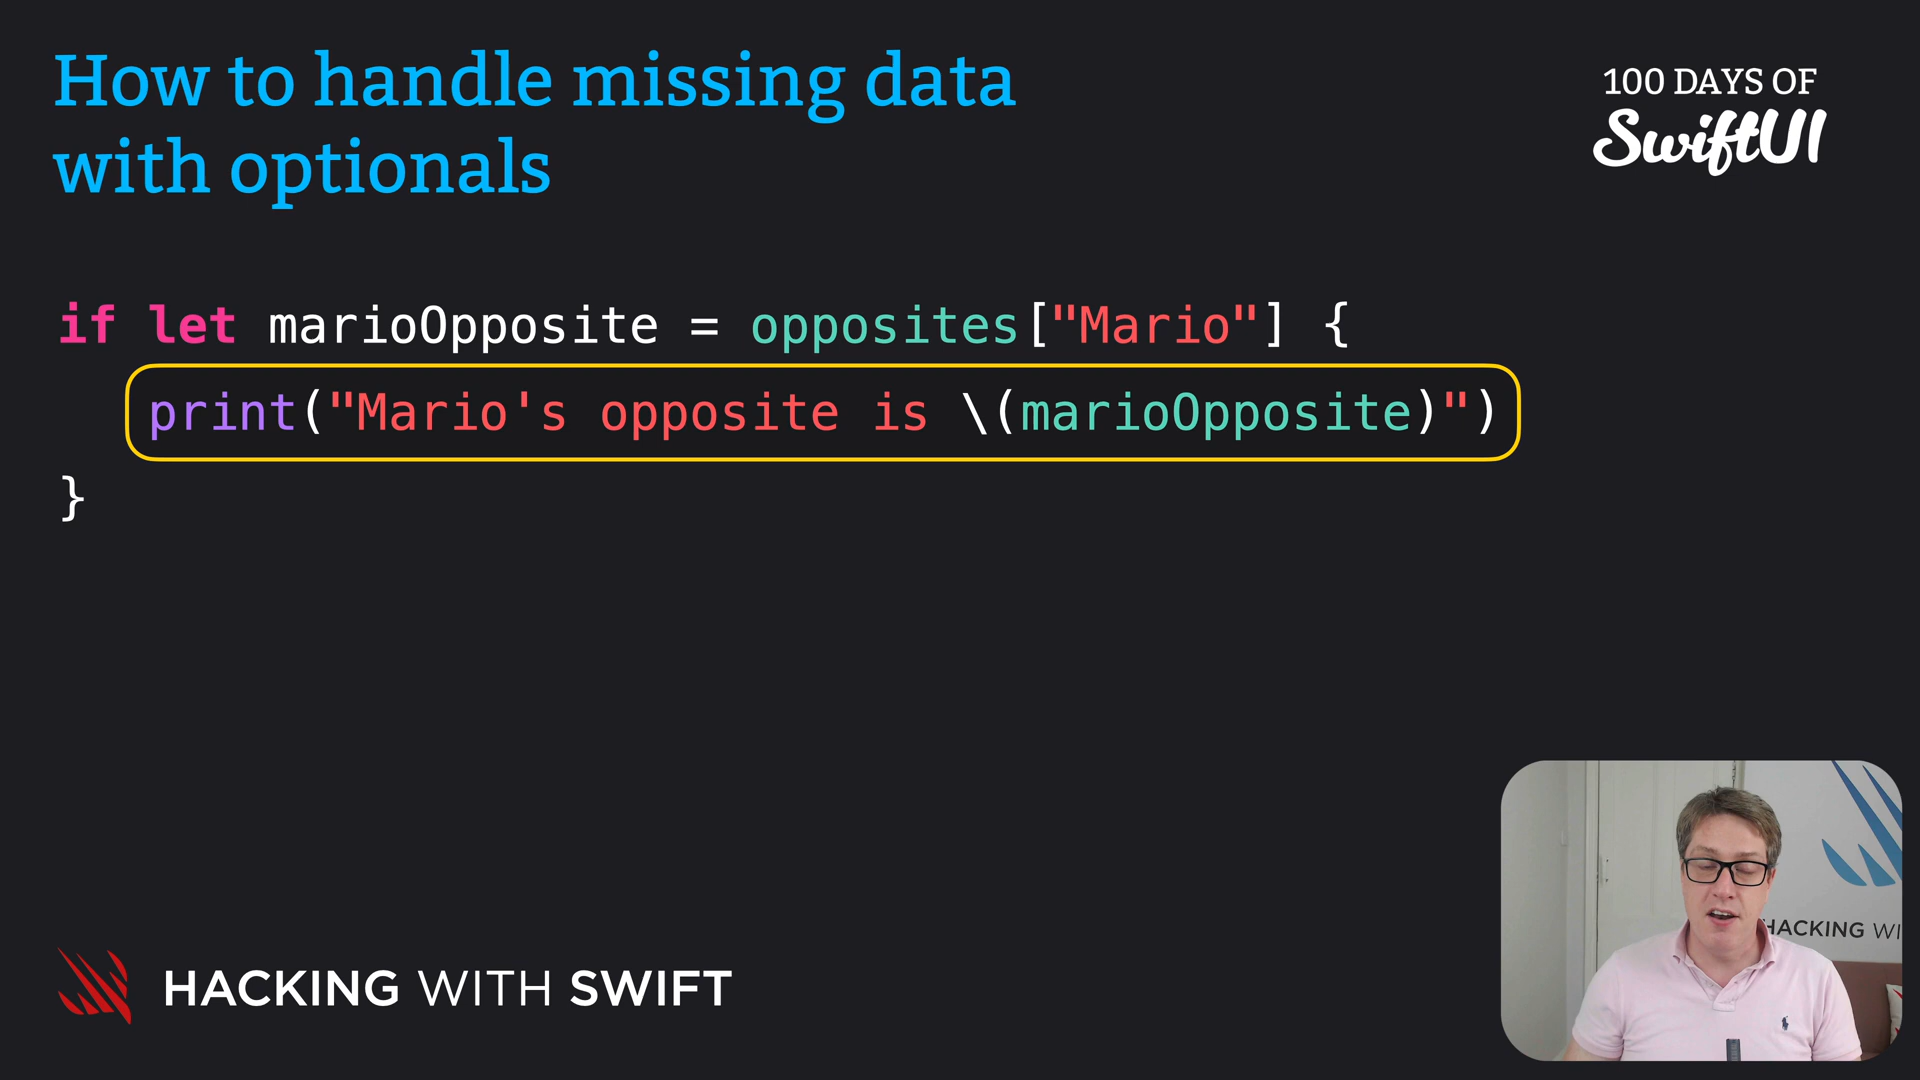 How to handle missing data
with optionals
100 DAYS OF
SwiftUI
if let marioOpposite = opposites["Mario"] {
print("Mario's opposite is \(marioOpposite)")
}
HACKING WI
HACKING WITH SWIFT